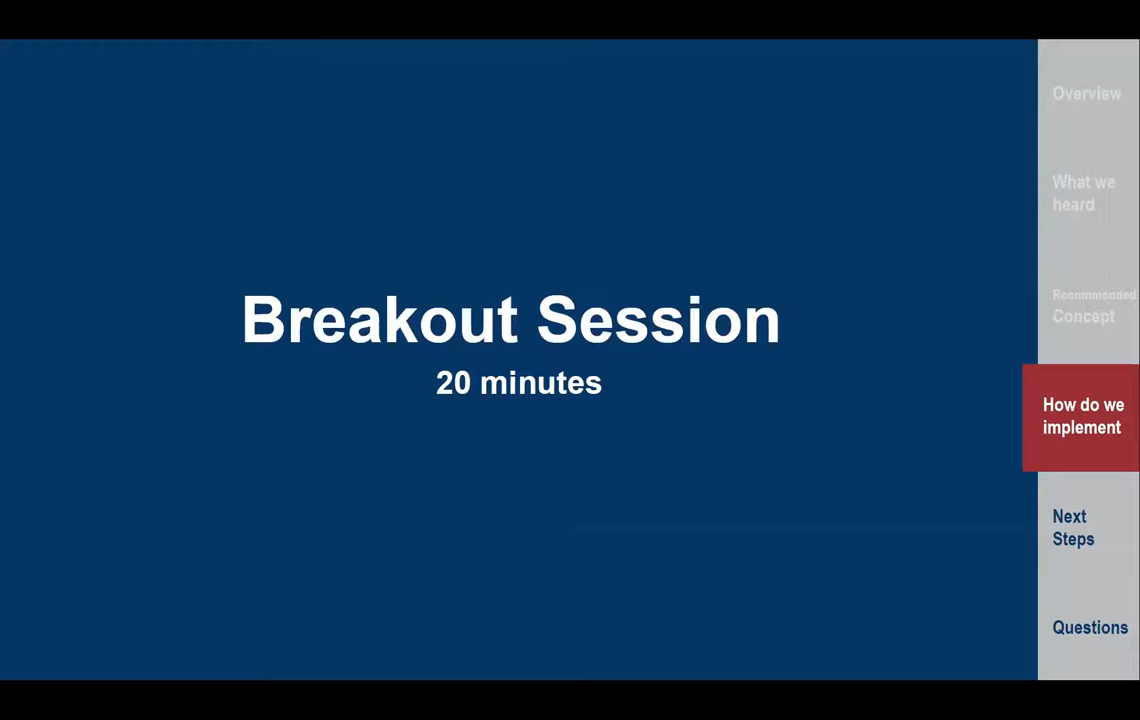 Breakout Session
20 minutes
Overview
What we
heard
Recommended
Concept
How do we
implement
Next
Steps
Questions